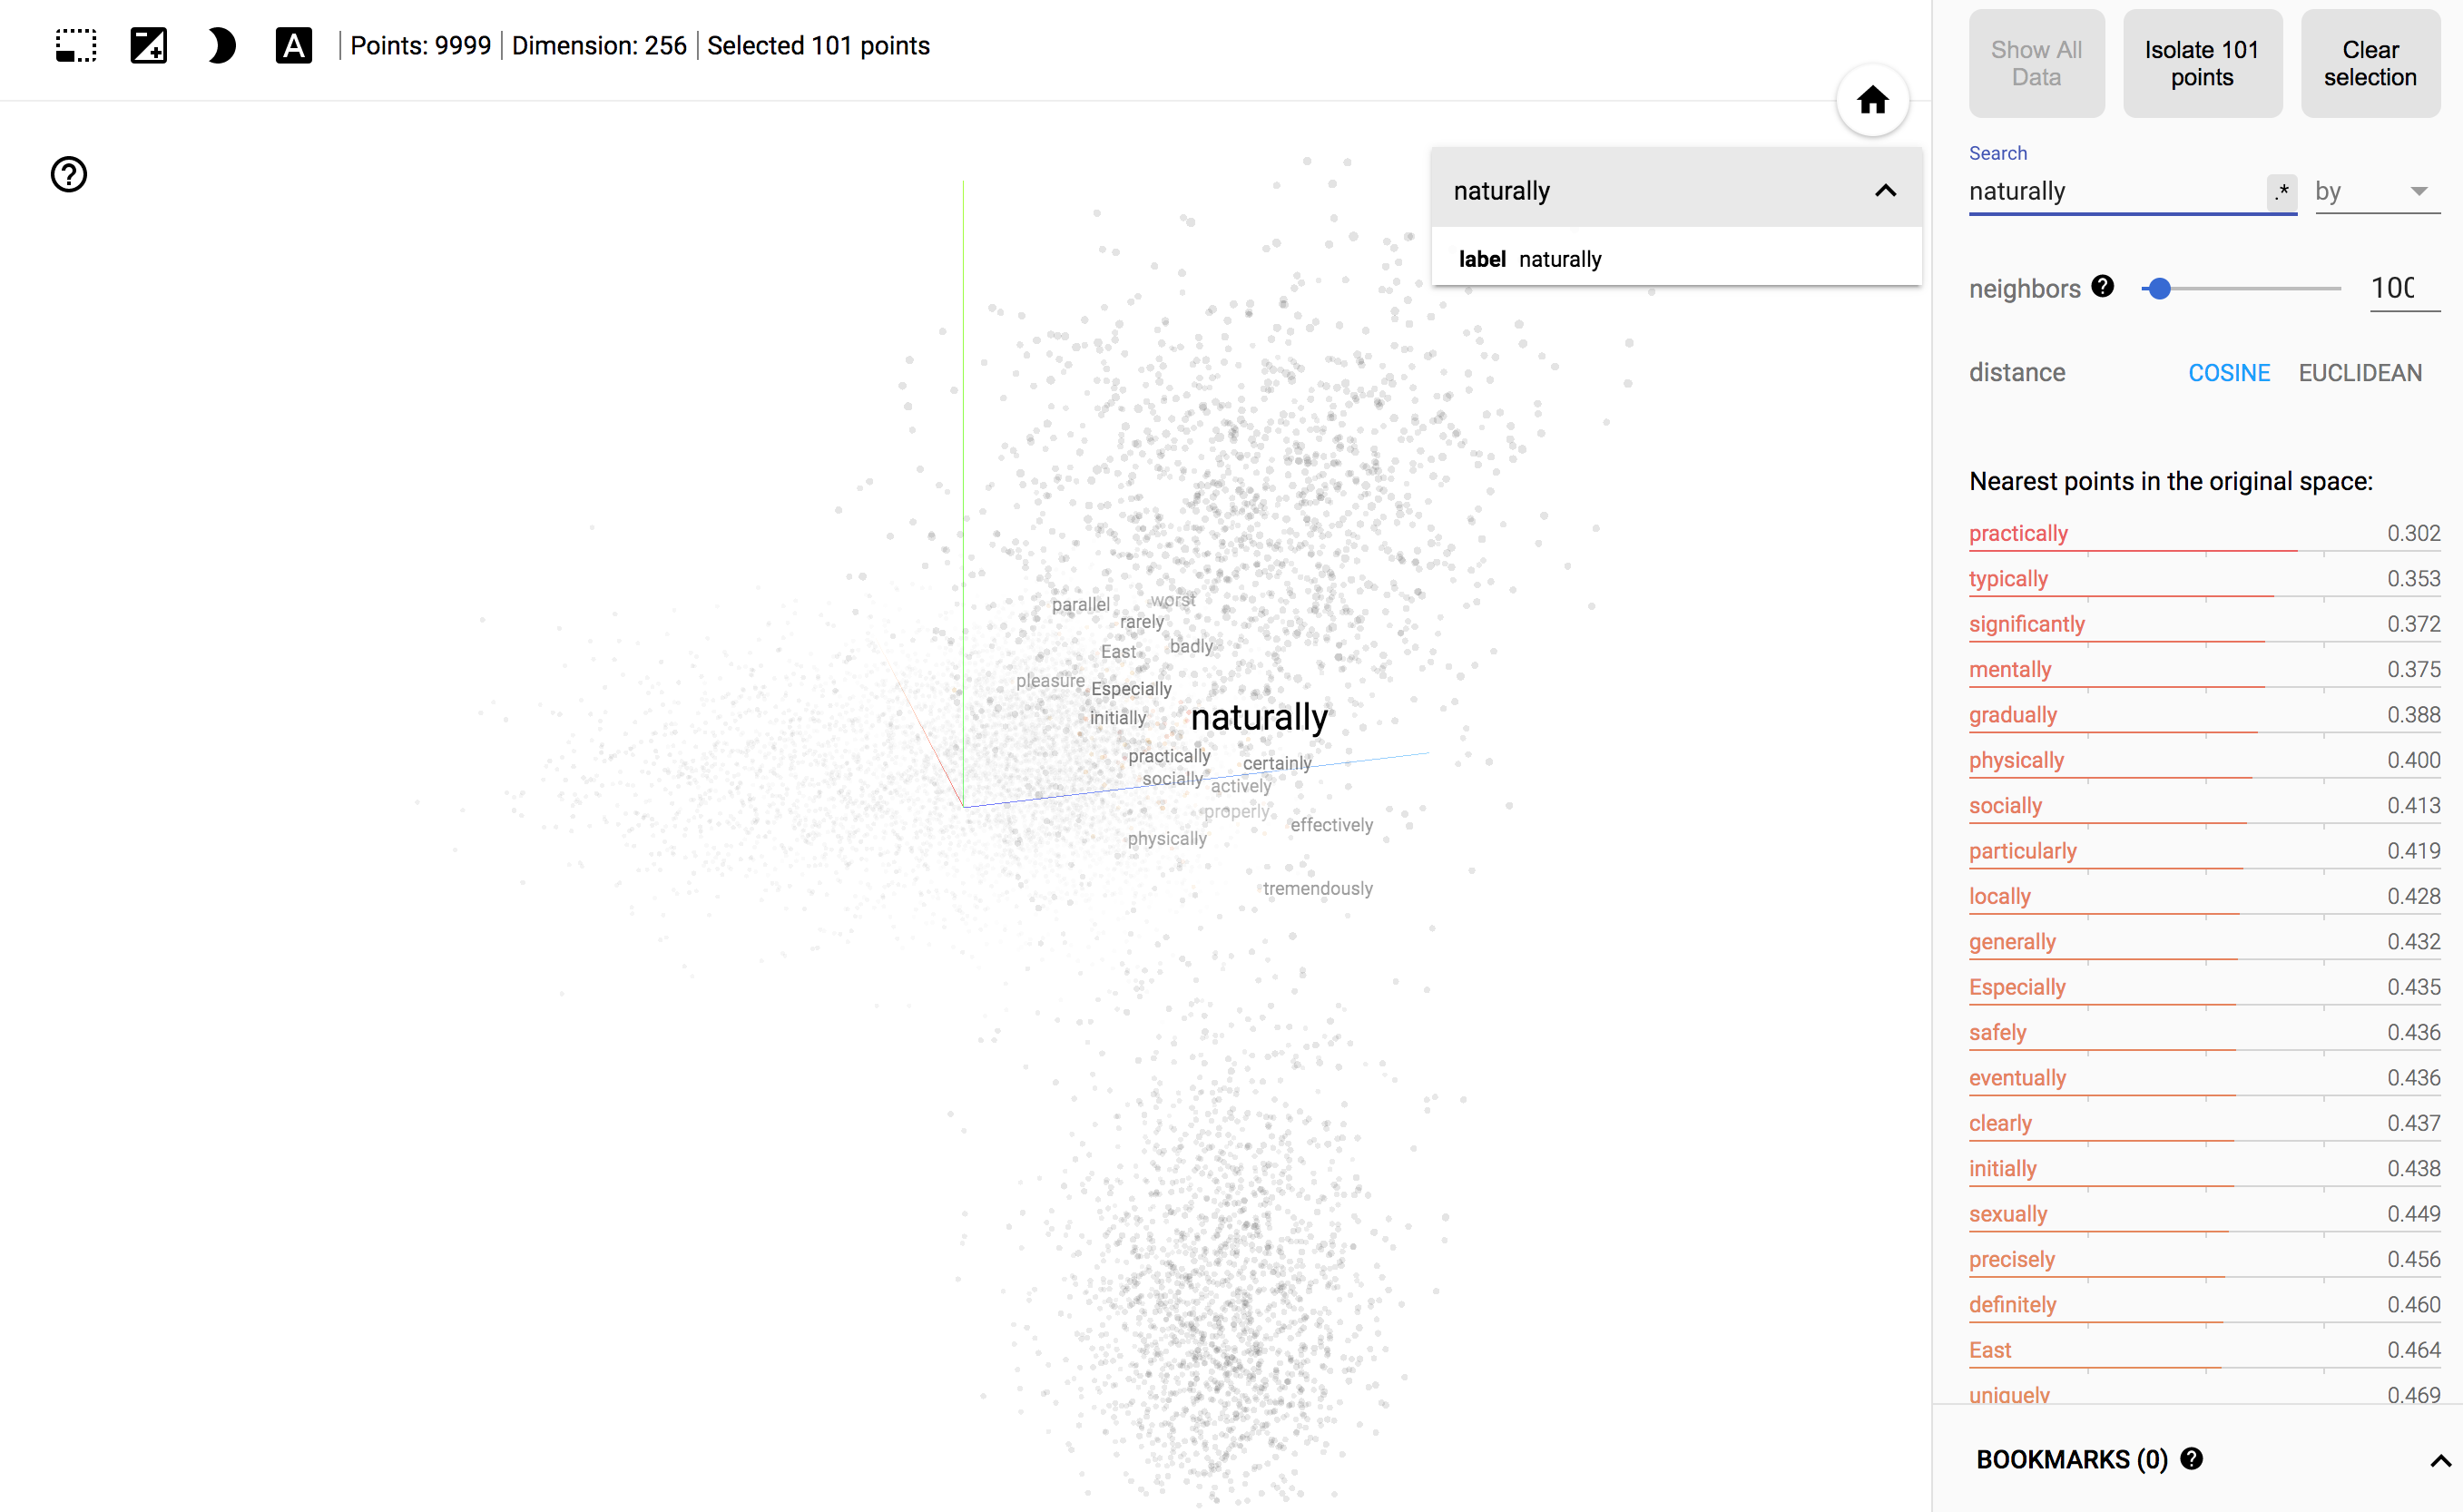 A
Points: 9999
Dimension: 256
Selected 101 points
Show All Data
Isolate 101 points
Clear selection
Search
naturally
.*
by
neighbors ?
100
distance
COSINE
EUCLIDEAN
Nearest points in the original space:
practically 0.302
typically 0.353
significantly 0.372
mentally 0.375
gradually 0.388
physically 0.400
socially 0.413
particularly 0.419
locally 0.428
generally 0.432
Especially 0.435
safely 0.436
eventually 0.436
clearly 0.437
initially 0.438
sexually 0.449
precisely 0.456
definitely 0.460
East 0.464
uniquely 0.469
BOOKMARKS (0) ?
?
naturally
label naturally
parallel
worst
rarely
East
badly
pleasure
Especially
initially
naturally
practically
certainly
socially
actively
properly
effectively
physically
tremendously